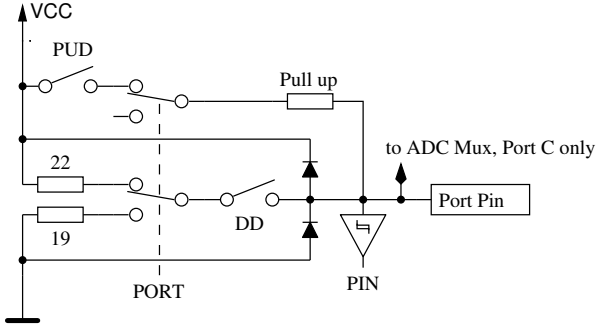 VCC
PUD
Pull up
to ADC Mux, Port C only
22
Port Pin
19
DD
PIN
PORT